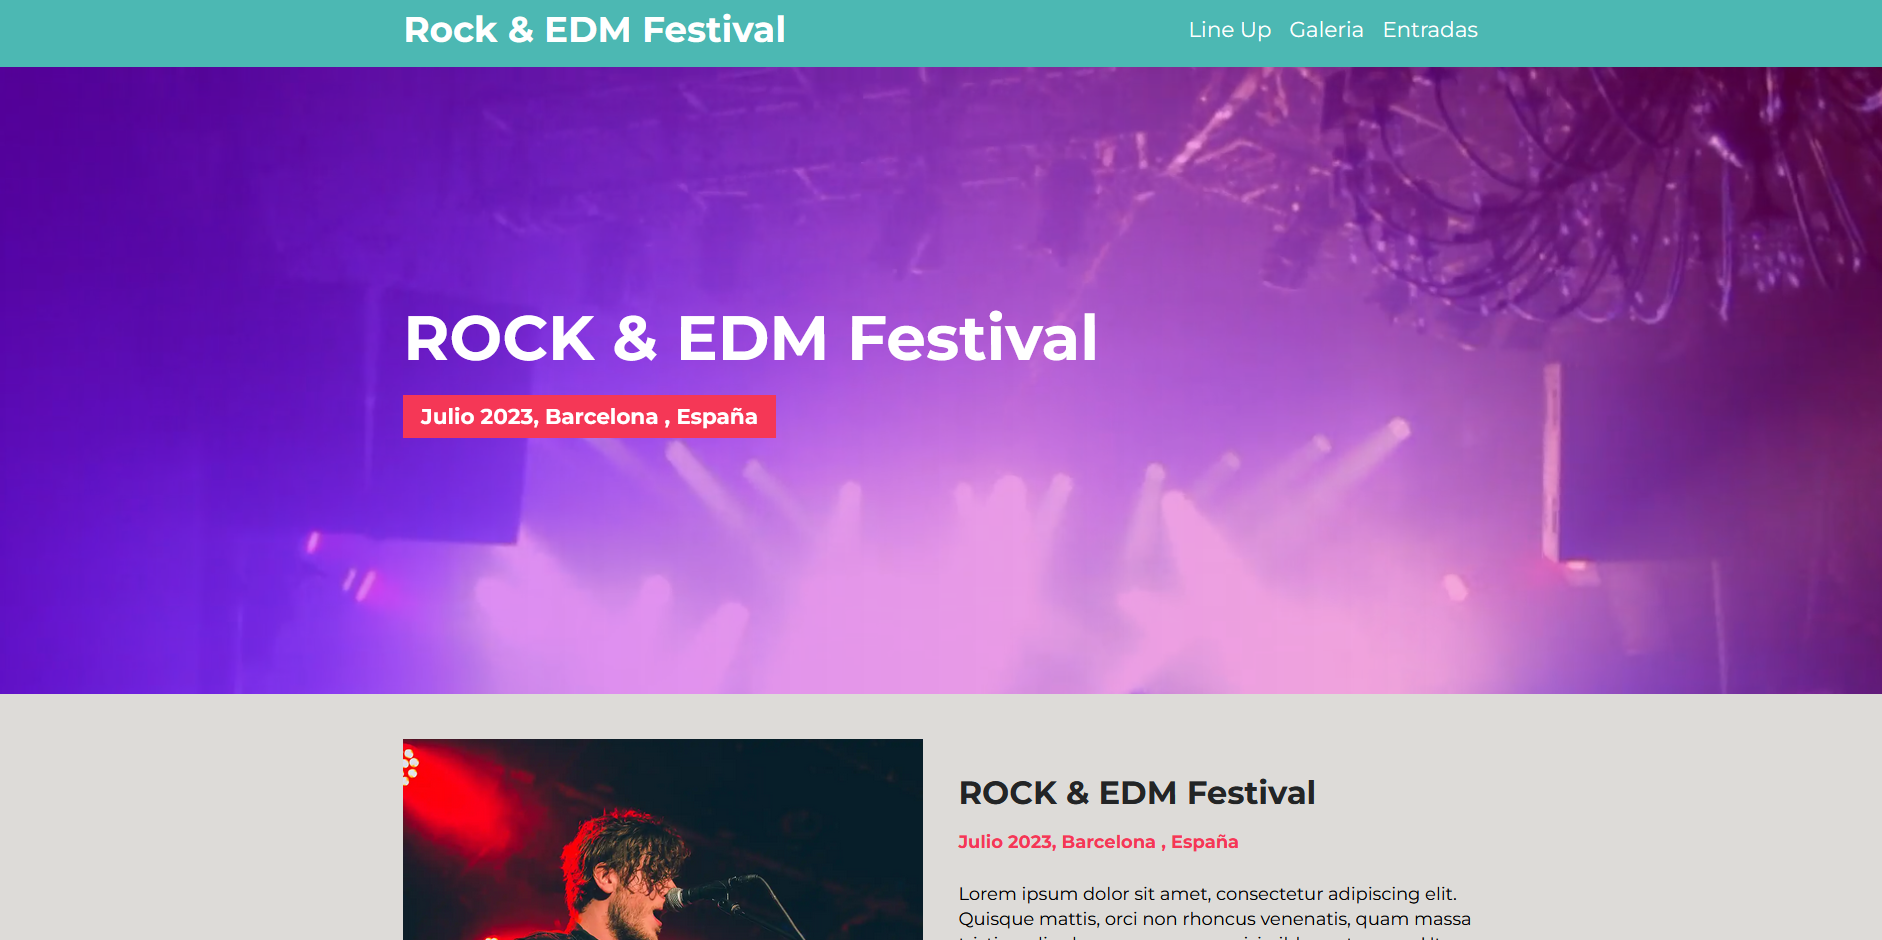 Rock & EDM Festival
Line Up Galeria Entradas
ROCK & EDM Festival
Julio 2023, Barcelona , España
ROCK & EDM Festival
Julio 2023, Barcelona , España
Lorem ipsum dolor sit amet, consectetur adipiscing elit.
Quisque mattis, orci non rhoncus venenatis, quam massa